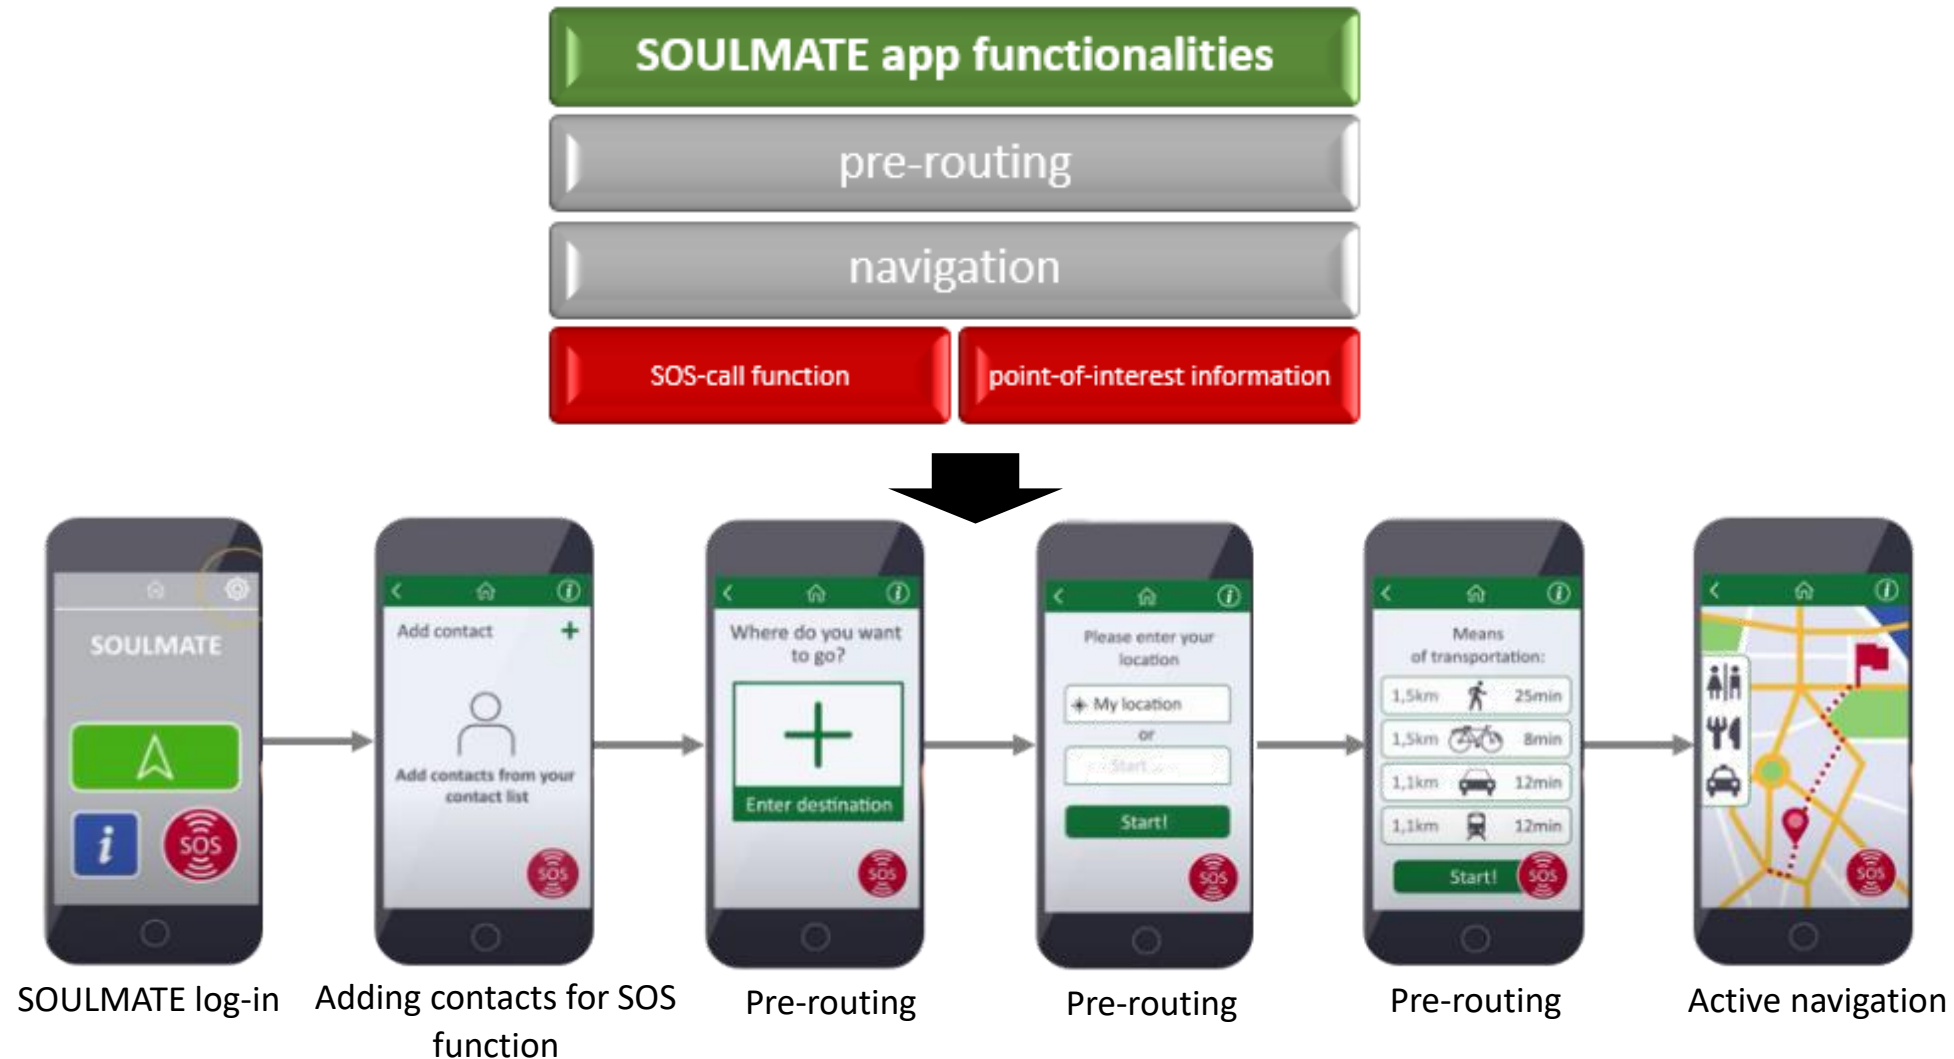 SOULMATE app functionalities
pre-routing
navigation
SOS-call function
point-of-interest information
SOULMATE
i
SOS
i
Add contact +
Add contacts from your
contact list
SOS
i
Where do you want
to go?
Enter destination
SOS
i
Please enter your
location
My location
or
Start
Start!
SOS
i
Means
of transportation:
1,5km 25min
1,5km 8min
1,1km 12min
1,1km 12min
Start!
SOS
i
SOS
SOULMATE log-in
Adding contacts for SOS
function
Pre-routing
Pre-routing
Pre-routing
Active navigation